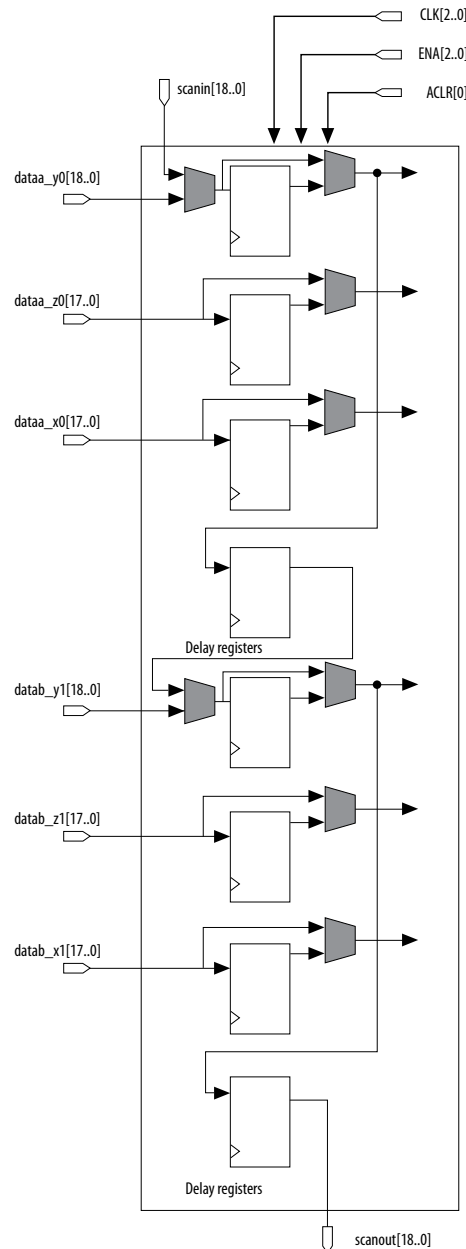 CLK[2..0]
ENA[2..0]
scanin[18..0]
ACLR[0]
dataa_y0[18..0]
dataa_z0[17..0]
dataa_x0[17..0]
Delay registers
datab_y1[18..0]
datab_z1[17..0]
datab_x1[17..0]
Delay registers
scanout[18..0]